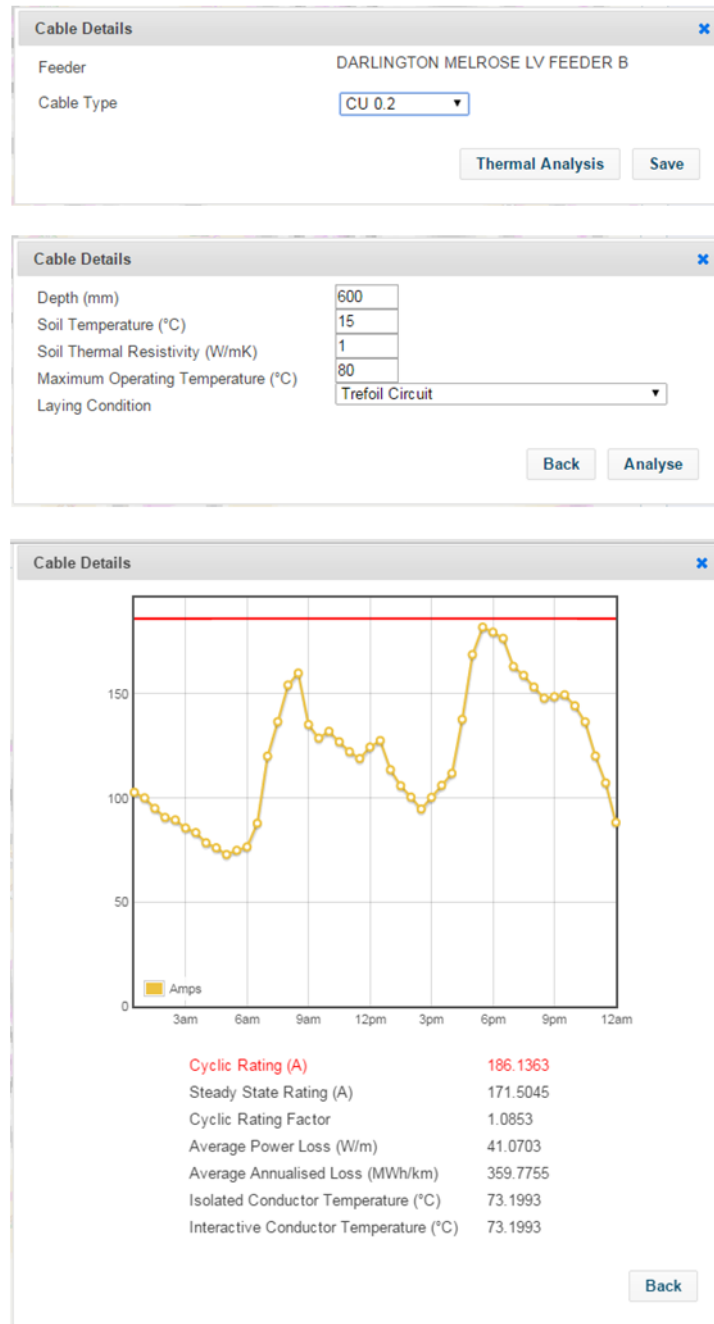 Cable Details
Feeder DARLINGTON MELROSE LV FEEDER B
Cable Type CU 0.2
Thermal Analysis Save
Cable Details
Depth (mm) 600
Soil Temperature (°C) 15
Soil Thermal Resistivity (W/mK) 1
Maximum Operating Temperature (°C) 80
Laying Condition Trefoil Circuit
Back Analyse
Cable Details
150
100
50
Amps
0
3am 6am 9am 12pm 3pm 6pm 9pm 12am
Cyclic Rating (A) 186.1363
Steady State Rating (A) 171.5045
Cyclic Rating Factor 1.0853
Average Power Loss (W/m) 41.0703
Average Annualised Loss (MWh/km) 359.7755
Isolated Conductor Temperature (°C) 73.1993
Interactive Conductor Temperature (°C) 73.1993
Back